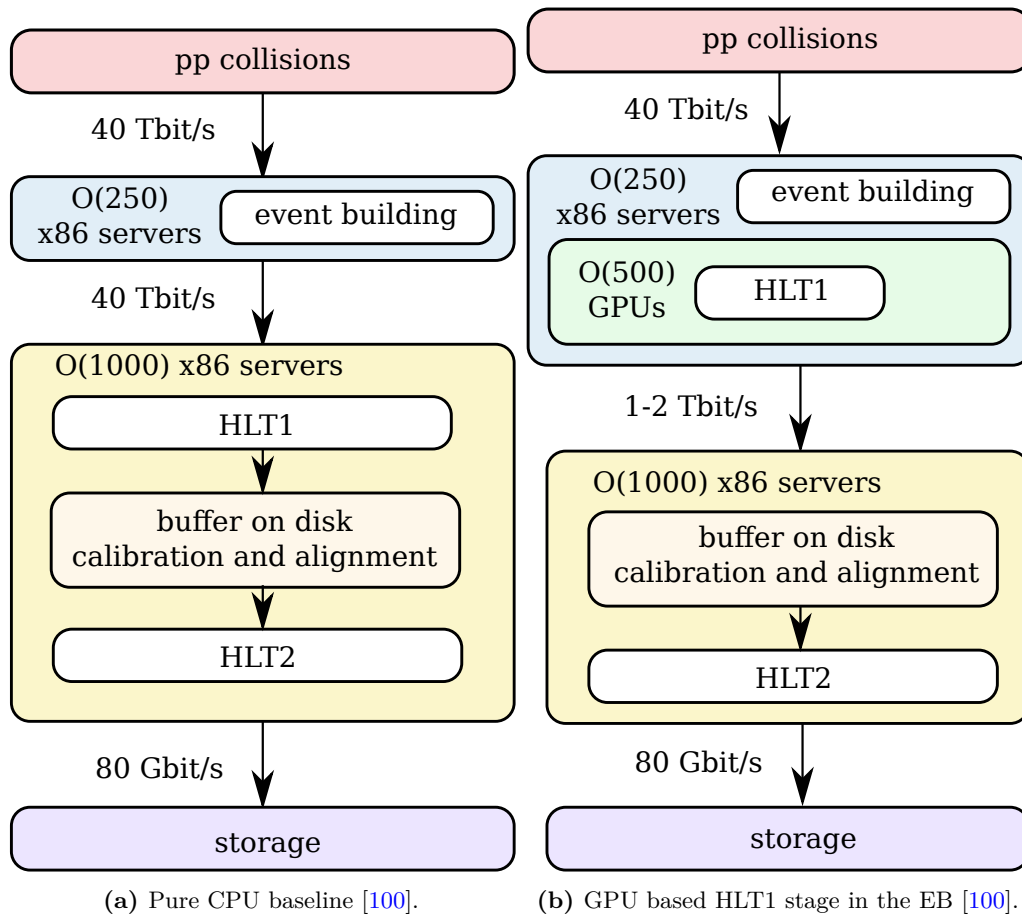 pp collisions
40 Tbit/s
O(250)
x86 servers
event building
40 Tbit/s
O(1000) x86 servers
HLT1
buffer on disk
calibration and alignment
HLT2
80 Gbit/s
storage
(a) Pure CPU baseline [100].
pp collisions
40 Tbit/s
O(250)
x86 servers
event building
O(500)
GPUs
HLT1
1-2 Tbit/s
O(1000) x86 servers
buffer on disk
calibration and alignment
HLT2
80 Gbit/s
storage
(b) GPU based HLT1 stage in the EB [100].